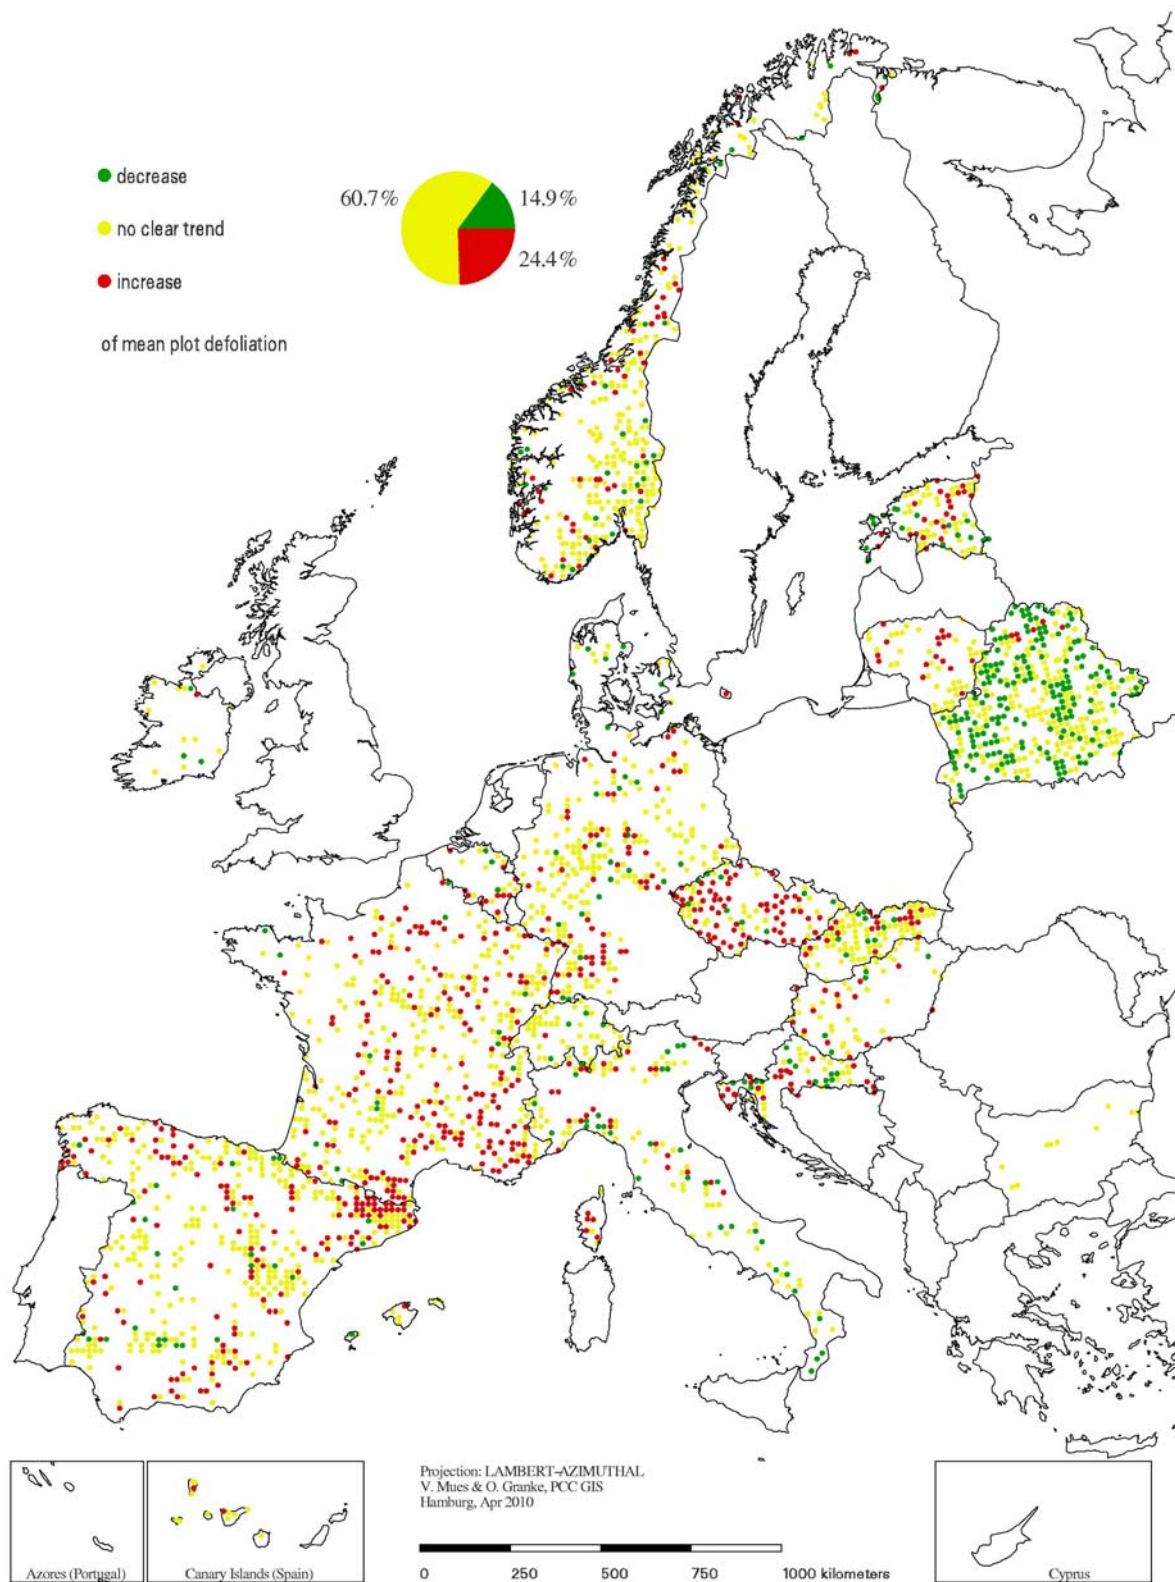 decrease
60.7%
14.9%
no clear trend
24.4%
increase
of mean plot defoliation
Projection: LAMBERT-AZIMUTHAL
V. Mues & O. Granke, PCC GIS
Hamburg, Apr 2010
Azores (Portugal)
Canary Islands (Spain)
0 250 500 750 1000 kilometers
Cyprus